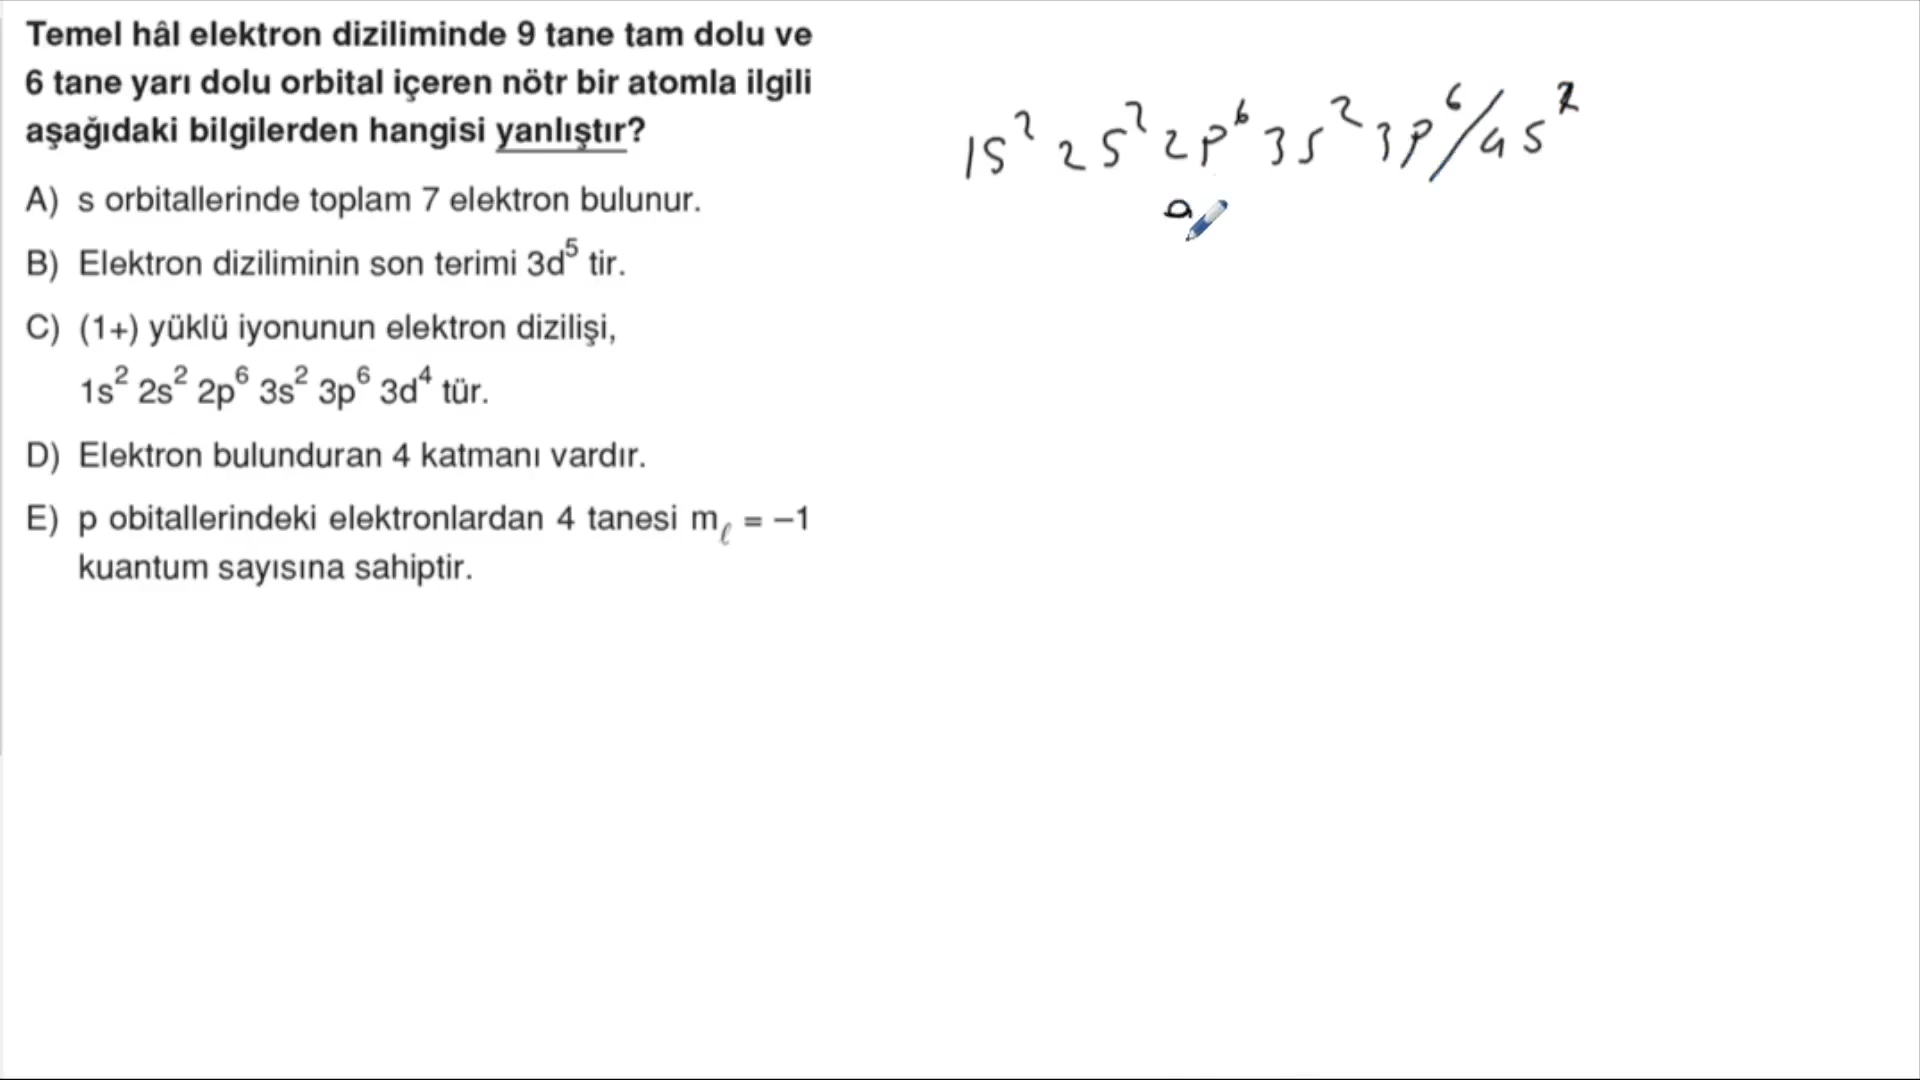 Temel hâl elektron diziliminde 9 tane tam dolu ve
6 tane yarı dolu orbital içeren nötr bir atomla ilgili
aşağıdaki bilgilerden hangisi yanlıştır?
A) s orbitallerinde toplam 7 elektron bulunur.
B) Elektron diziliminin son terimi 3d⁵ tir.
C) (1+) yüklü iyonunun elektron dizilişi,
1s² 2s² 2p⁶ 3s² 3p⁶ 3d⁴ tür.
D) Elektron bulunduran 4 katmanı vardır.
E) p obitallerindeki elektronlardan 4 tanesi mℓ = −1
kuantum sayısına sahiptir.
1s² 2s² 2p⁶ 3s² 3p⁶ / 4s